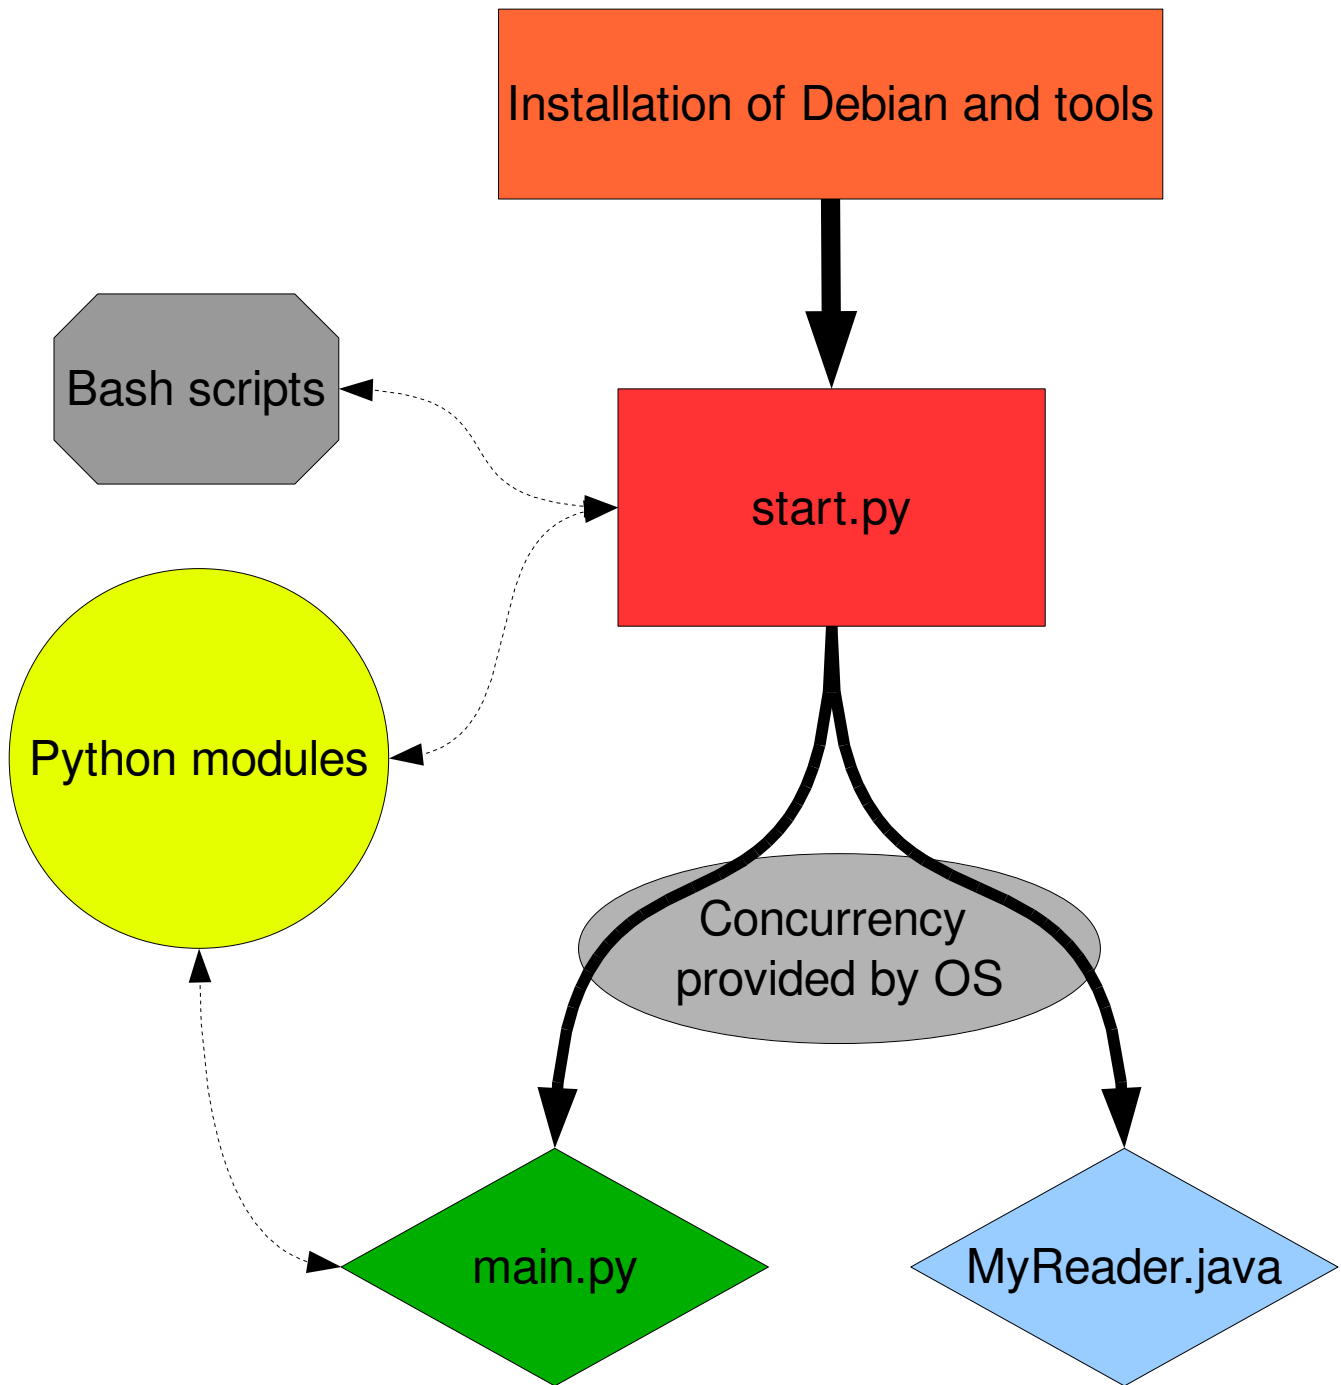 Installation of Debian and tools
Bash scripts
start.py
Python modules
Concurrency
provided by OS
main.py
MyReader.java